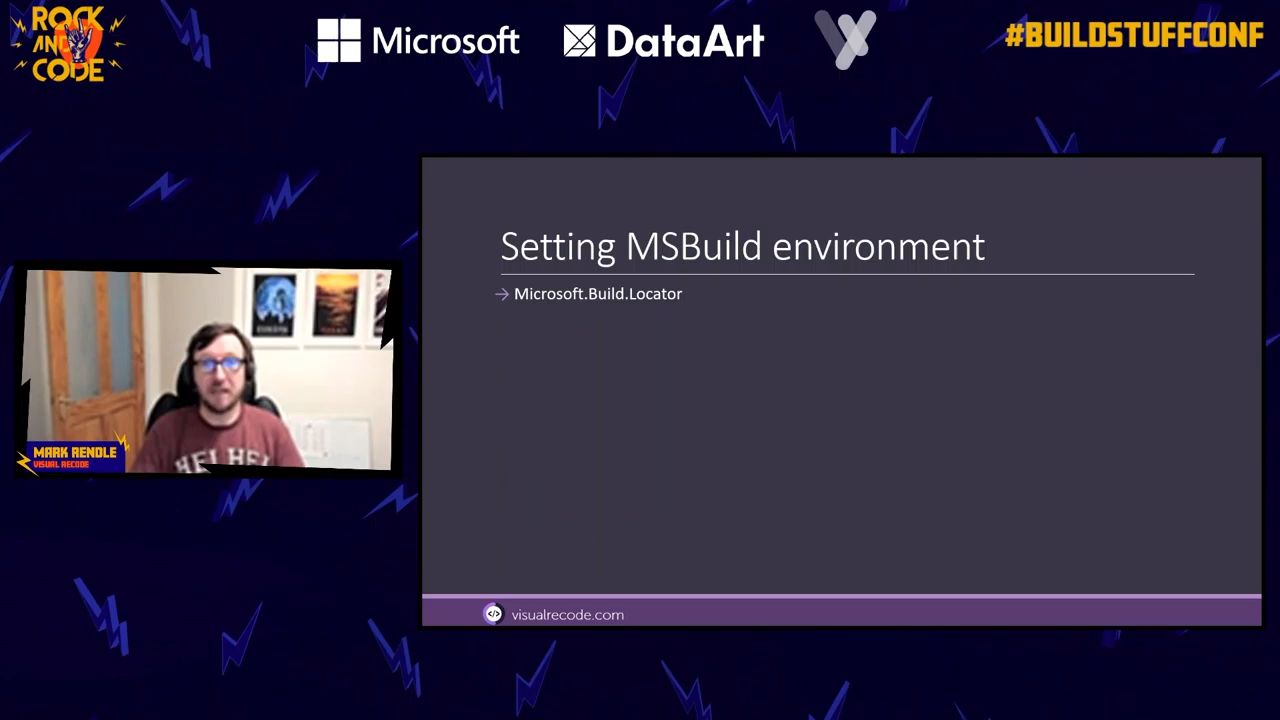 ROCK
AND
CODE
Microsoft
DataArt
#BUILDSTUFFCONF
Setting MSBuild environment
→ Microsoft.Build.Locator
MARK RENDLE
VISUAL RECODE
</> visualrecode.com